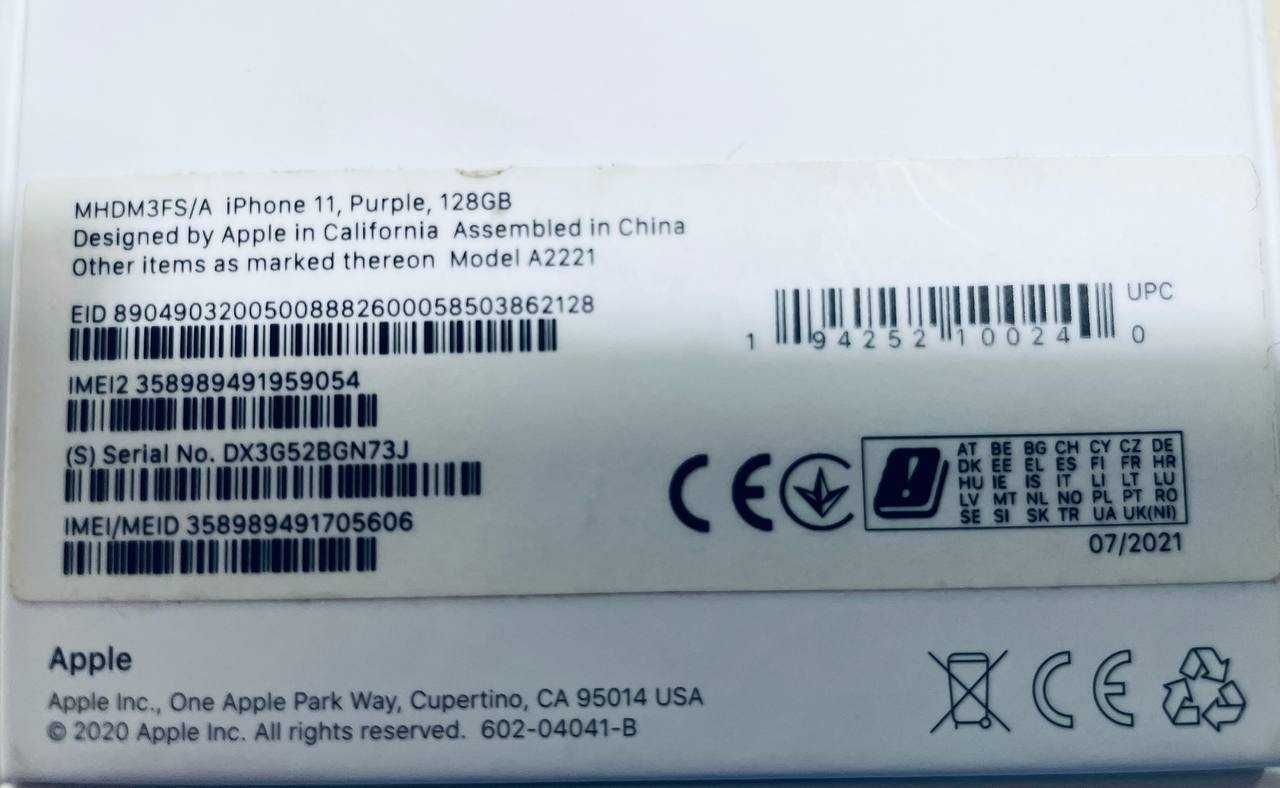 MHDM3FS/A iPhone 11, Purple, 128GB
Designed by Apple in California Assembled in China
Other items as marked thereon Model A2221
EID 89049032005008882600058503862128
IMEI2 358989491959054
(S) Serial No. DX3G52BGN73J
IMEI/MEID 358989491705606
UPC
1 94252 10024 0
CE
AT BE BG CH CY CZ DE
DK EE EL ES FI FR HR
HU IE IS IT LI LT LU
LV MT NL NO PL PT RO
SE SI SK TR UA UK(NI)
07/2021
Apple
Apple Inc., One Apple Park Way, Cupertino, CA 95014 USA
© 2020 Apple Inc. All rights reserved. 602-04041-B
CE